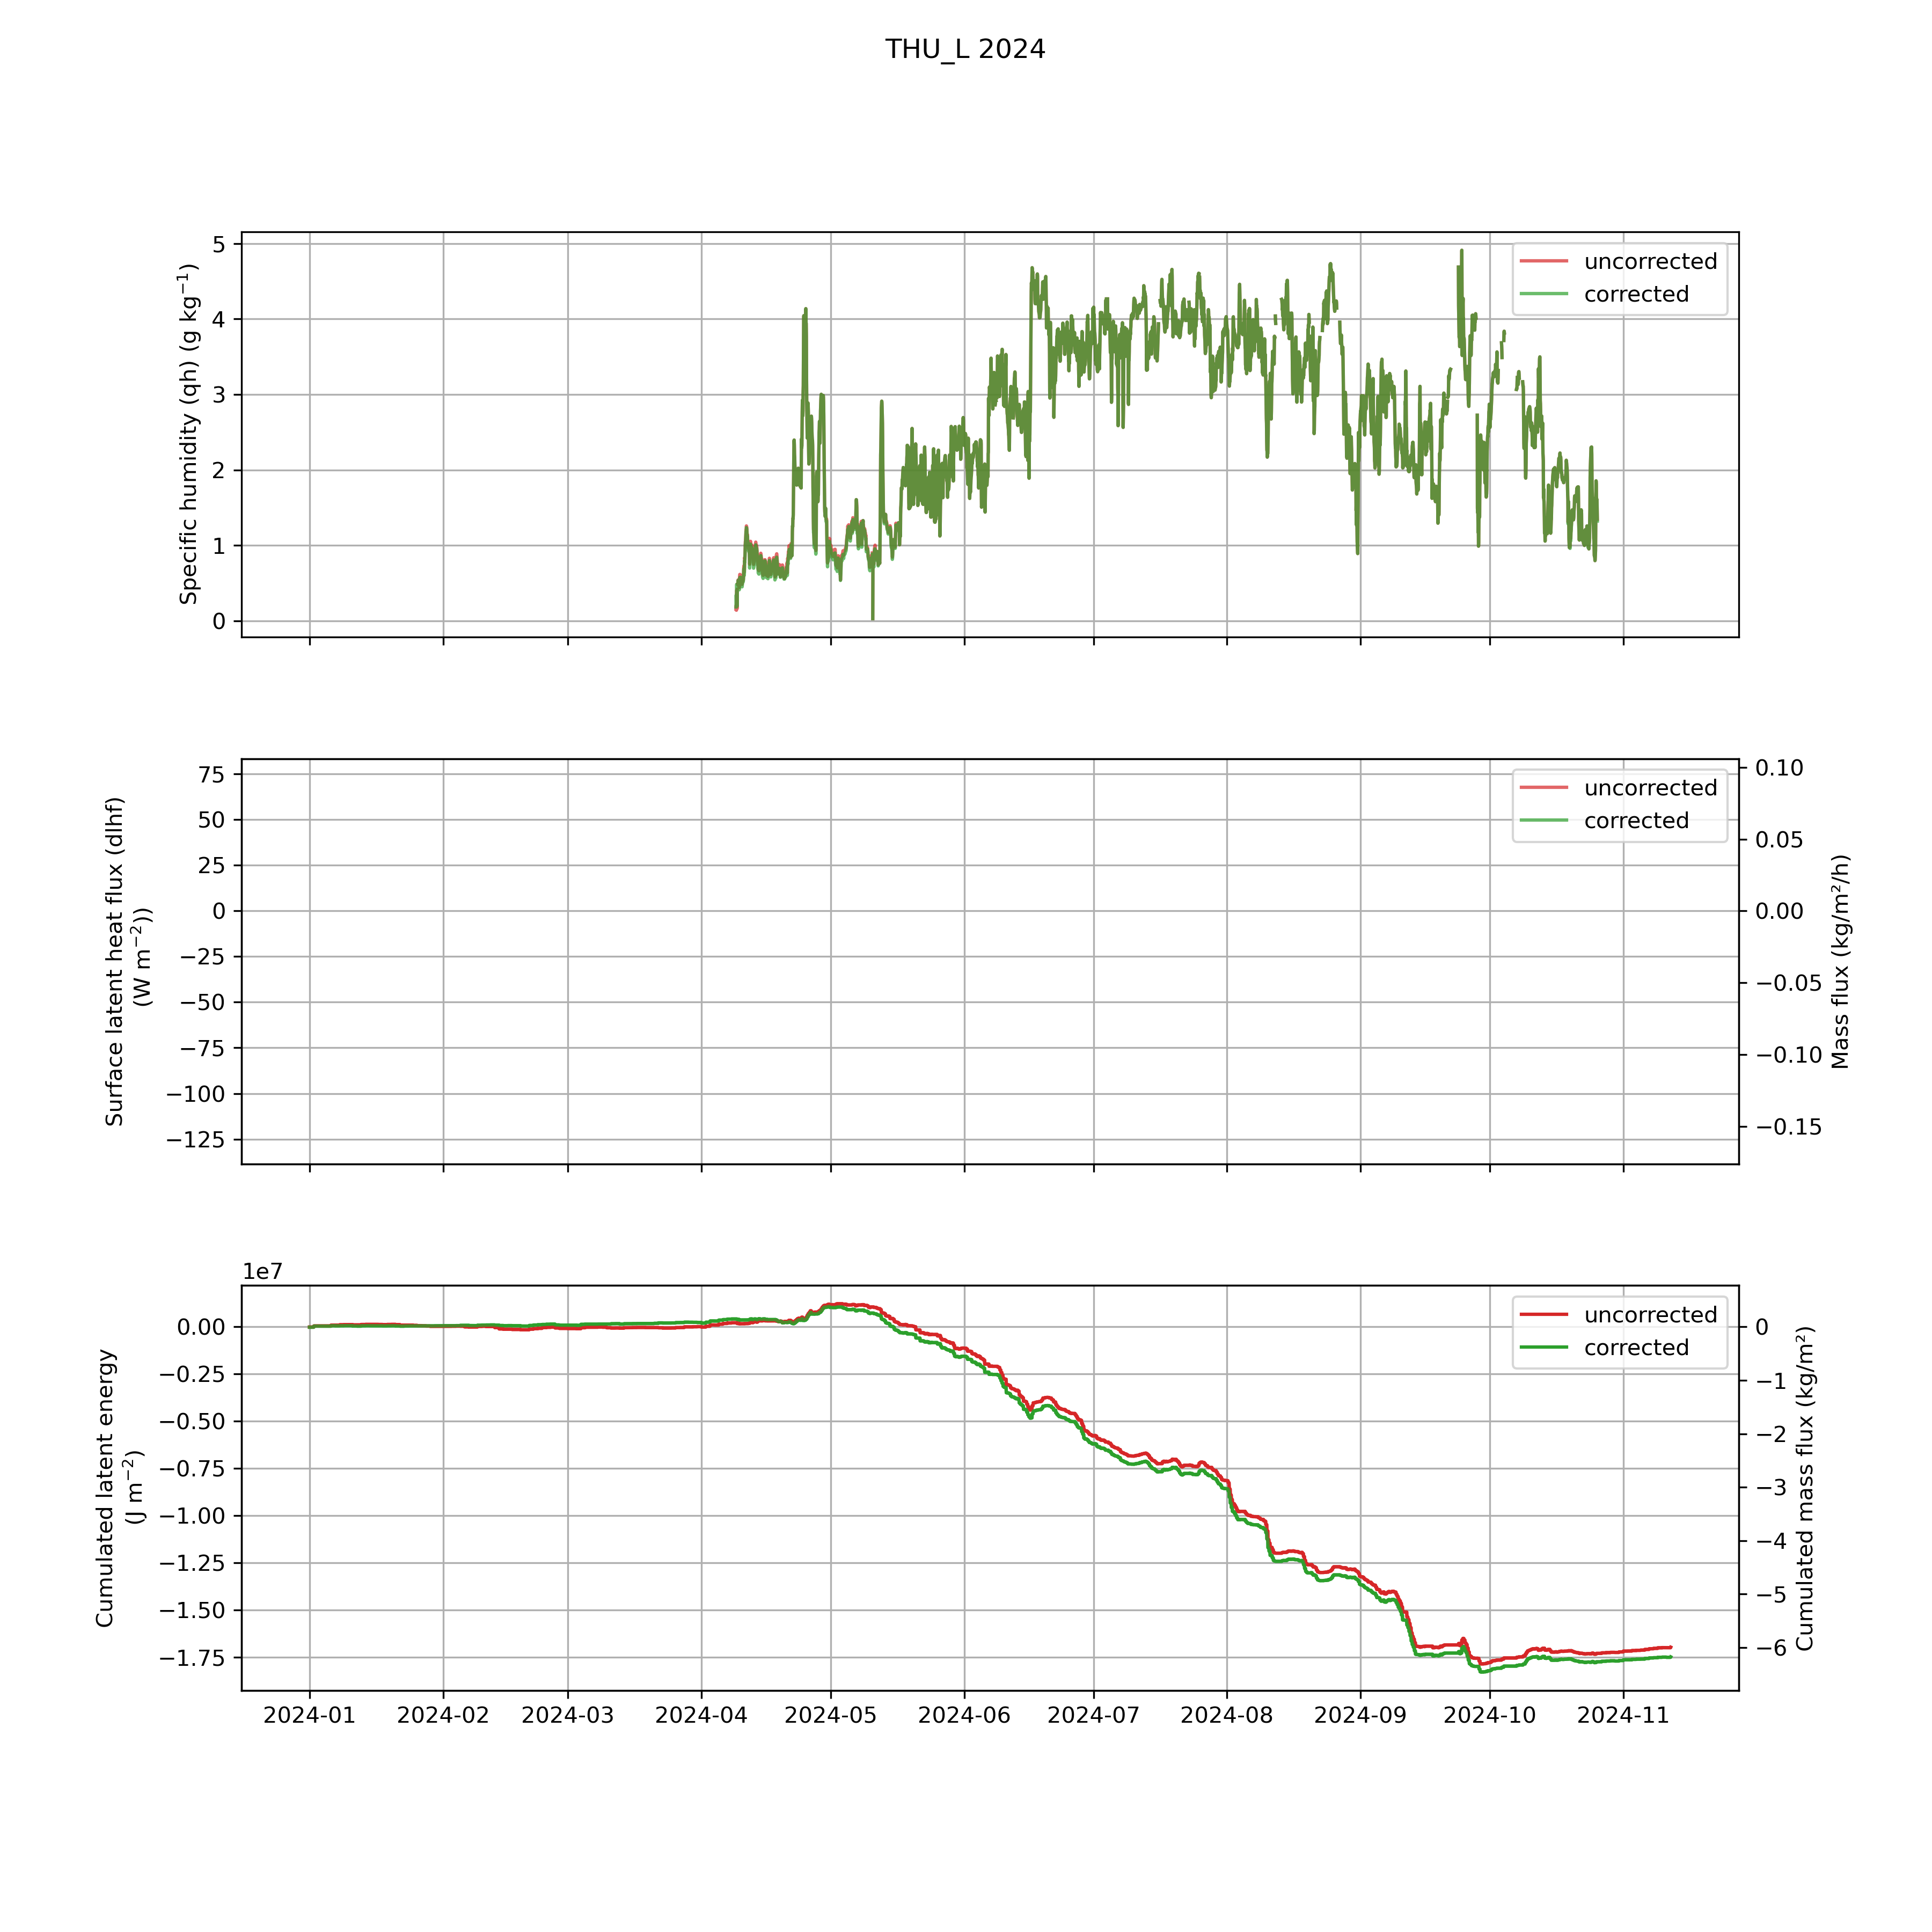 THU_L 2024
Specific humidity (qh) (g kg⁻¹)
5
4
3
2
1
0
uncorrected
corrected
Surface latent heat flux (dlhf)
(W m⁻²))
75
50
25
0
−25
−50
−75
−100
−125
uncorrected
corrected
0.10
0.05
0.00
−0.05
−0.10
−0.15
Mass flux (kg/m²/h)
1e7
Cumulated latent energy
(J m⁻²)
0.00
−0.25
−0.50
−0.75
−1.00
−1.25
−1.50
−1.75
uncorrected
corrected
0
−1
−2
−3
−4
−5
−6
Cumulated mass flux (kg/m²)
2024-01 2024-02 2024-03 2024-04 2024-05 2024-06 2024-07 2024-08 2024-09 2024-10 2024-11